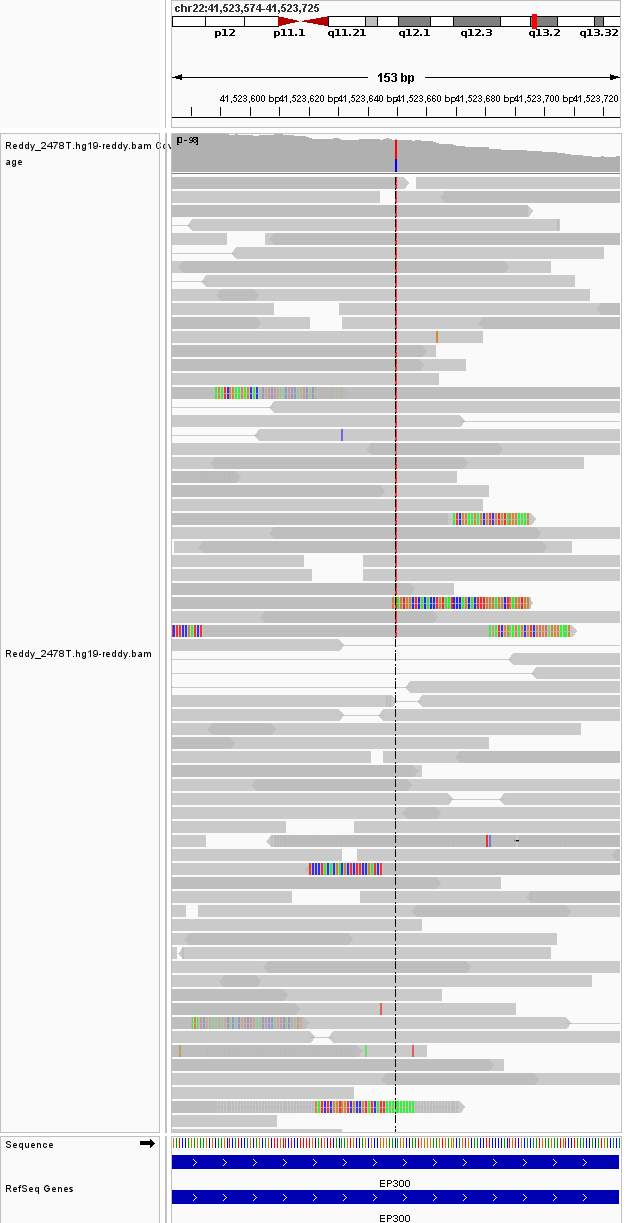 chr22:41,523,574-41,523,725
p12 p11.1 q11.21 q12.1 q12.3 q13.2 q13.32
153 bp
41,523,600 bp 41,523,620 bp 41,523,640 bp 41,523,660 bp 41,523,680 bp 41,523,700 bp 41,523,720
Reddy_2478T.hg19-reddy.bam Cov
age
[0 - 98]
Reddy_2478T.hg19-reddy.bam
Sequence
EP300
RefSeq Genes
EP300